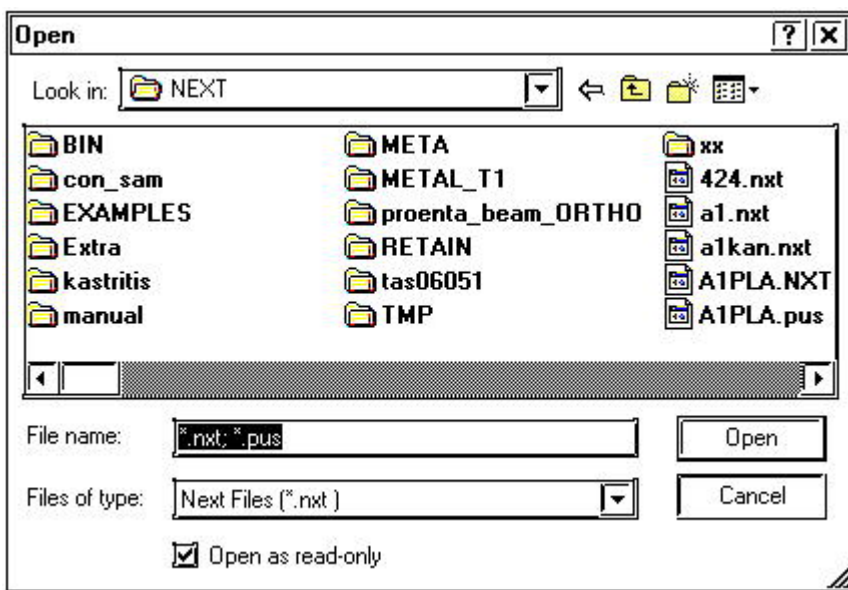 Open
Look in: NEXT
BIN META xx
con_sam METAL_T1 424.nxt
EXAMPLES proenta_beam_ORTHO a1.nxt
Extra RETAIN a1kan.nxt
kastritis tas06051 A1PLA.NXT
manual TMP A1PLA.pus
File name: *.nxt; *.pus Open
Files of type: Next Files (*.nxt ) Cancel
Open as read-only